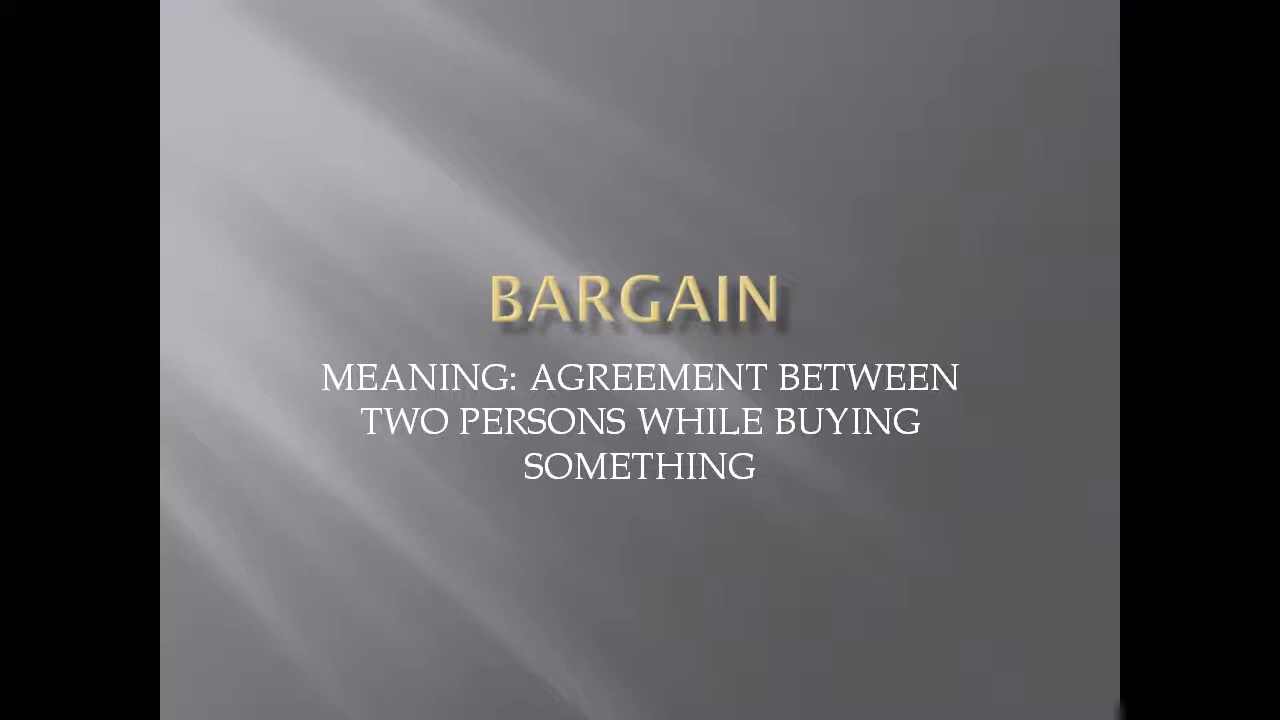 BARGAIN
MEANING: AGREEMENT BETWEEN
TWO PERSONS WHILE BUYING
SOMETHING